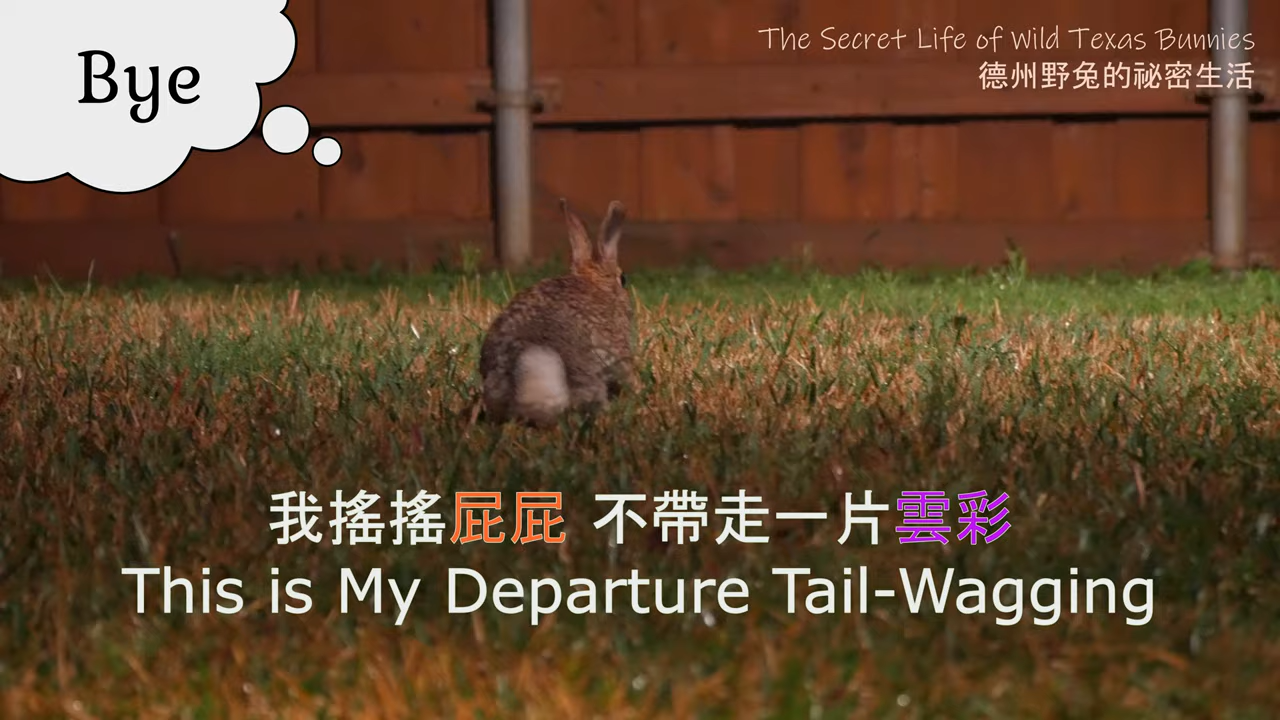 Bye
The Secret Life of Wild Texas Bunnies
德州野兔的祕密生活
我搖搖屁屁 不帶走一片雲彩
This is My Departure Tail-Wagging